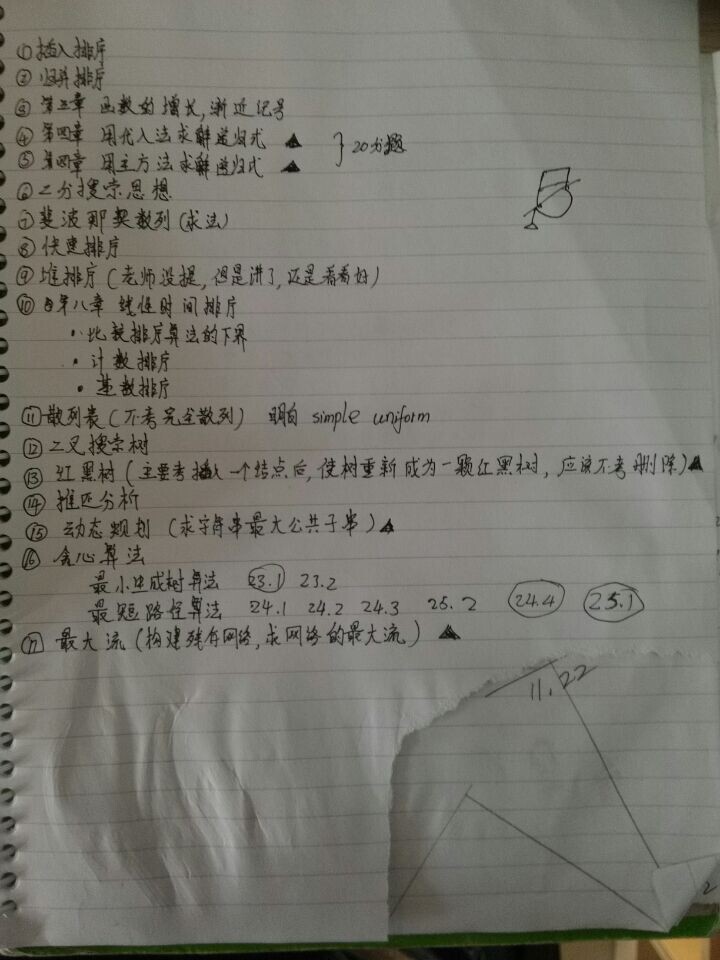 ①插入排序
②归并排序
③第三章 函数的增长,渐近记号
④第四章 用代入法求解递归式 ▲
⑤第四章 用主方法求解递归式 ▲ }20分题
⑥二分搜索思想
⑦斐波那契数列(求法)
⑧快速排序
⑨堆排序(老师没提,但是讲了,还是看看好)
⑩第八章 线性时间排序
·比较排序算法的下界
·计数排序
·基数排序
⑪散列表(不考完全散列) 明白 simple uniform
⑫二叉搜索树
⑬红黑树(主要考插入一个结点后,使树重新成为一颗红黑树,应该不考删除)▲
⑭摊还分析
⑮动态规划(求字符串最大公共子串)▲
⑯贪心算法
最小生成树算法 23.1 23.2
最短路径算法 24.1 24.2 24.3 25.2 24.4 25.1
⑰最大流(构建残存网络,求网络的最大流) ▲
11.22
2